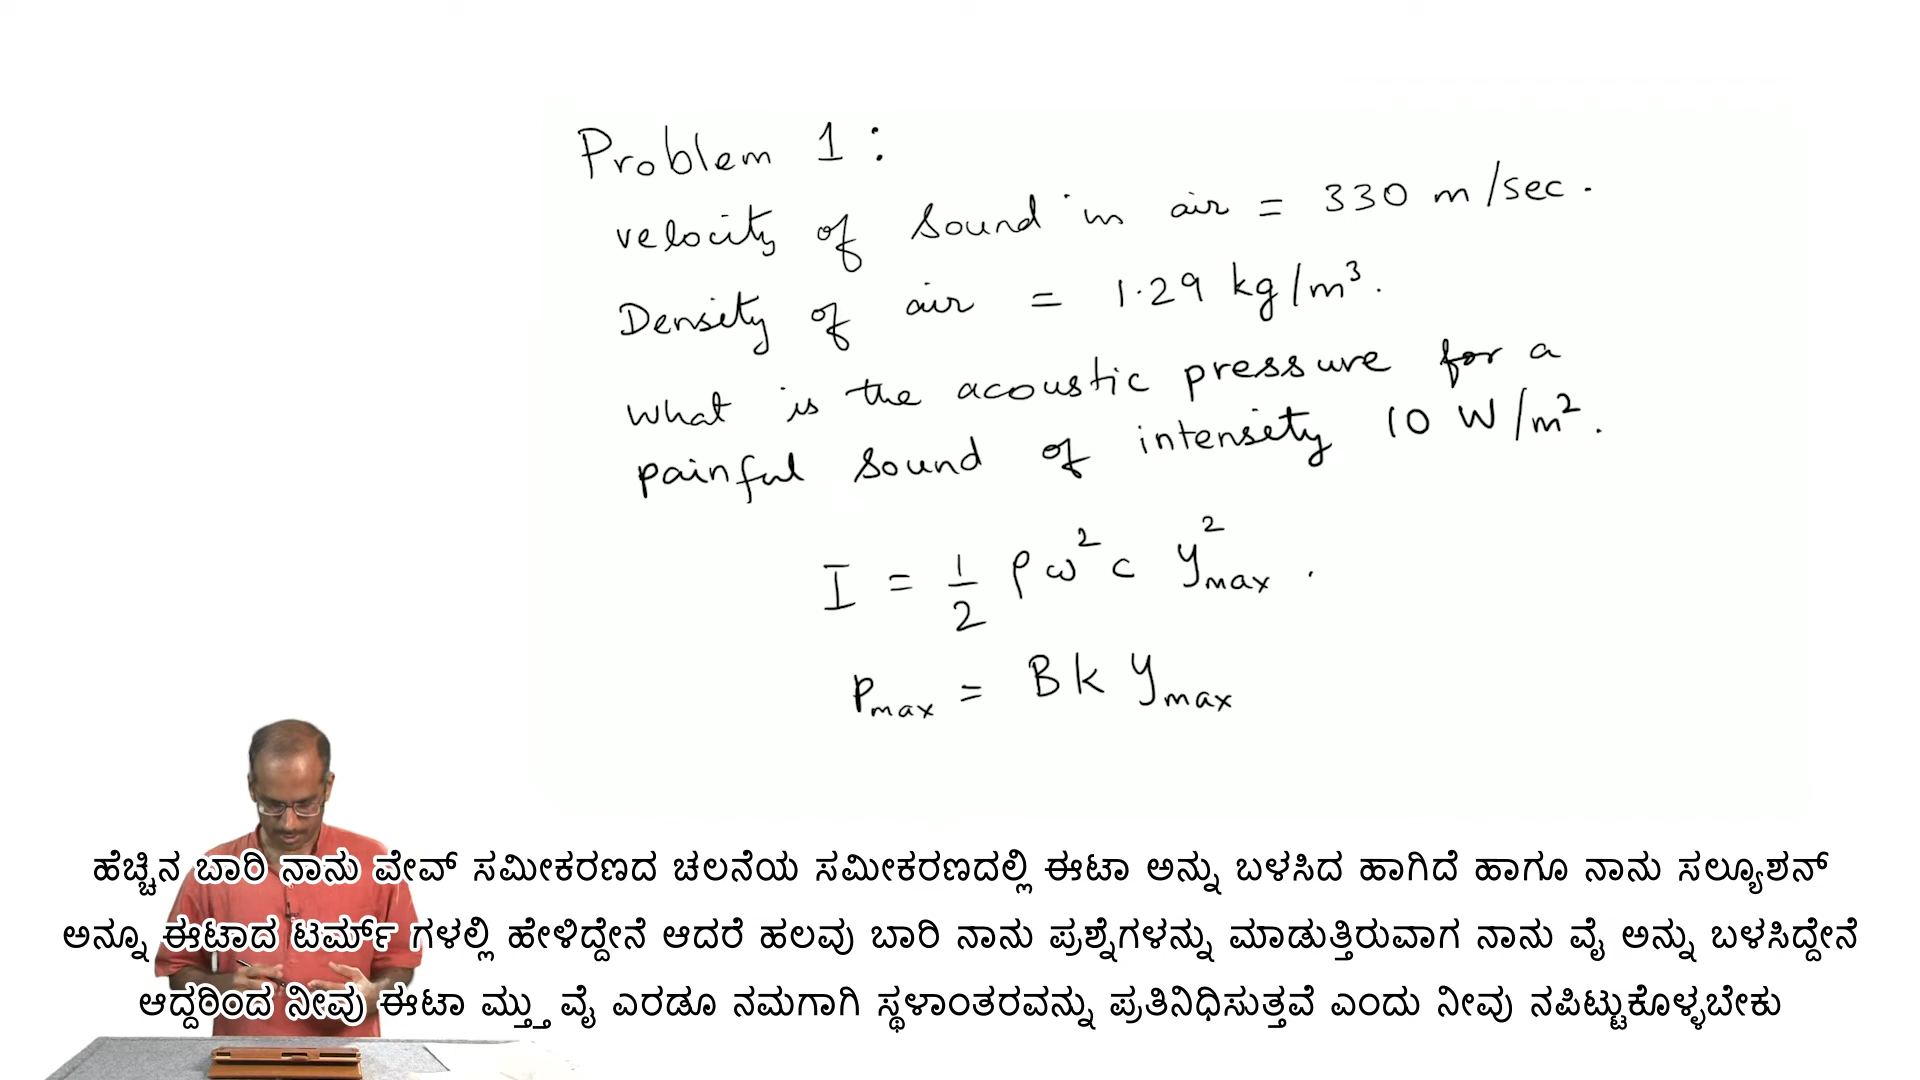 Problem 1 :
velocity of sound in air = 330 m/sec.
Density of air = 1.29 kg/m³.
what is the acoustic pressure for a
painful sound of intensity 10 W/m².
I = 1/2 ρω²c y²max .
Pmax = Bk ymax
ಹೆಚ್ಚಿನ ಬಾರಿ ನಾನು ವೇವ್ ಸಮೀಕರಣದ ಚಲನೆಯ ಸಮೀಕರಣದಲ್ಲಿ ಈಟಾ ಅನ್ನು ಬಳಸಿದ ಹಾಗಿದೆ ಹಾಗೂ ನಾನು ಸಲ್ಯೂಶನ್
ಅನ್ನೂ ಈಟಾದ ಟರ್ಮ್ ಗಳಲ್ಲಿ ಹೇಳಿದ್ದೇನೆ ಆದರೆ ಹಲವು ಬಾರಿ ನಾನು ಪ್ರಶ್ನೆಗಳನ್ನು ಮಾಡುತ್ತಿರುವಾಗ ನಾನು ವೈ ಅನ್ನು ಬಳಸಿದ್ದೇನೆ
ಆದ್ದರಿಂದ ನೀವು ಈಟಾ ಮ್ತ್ತು ವೈ ಎರಡೂ ನಮಗಾಗಿ ಸ್ಥಳಾಂತರವನ್ನು ಪ್ರತಿನಿಧಿಸುತ್ತವೆ ಎಂದು ನೀವು ನಪಿಟ್ಟುಕೊಳ್ಳಬೇಕು